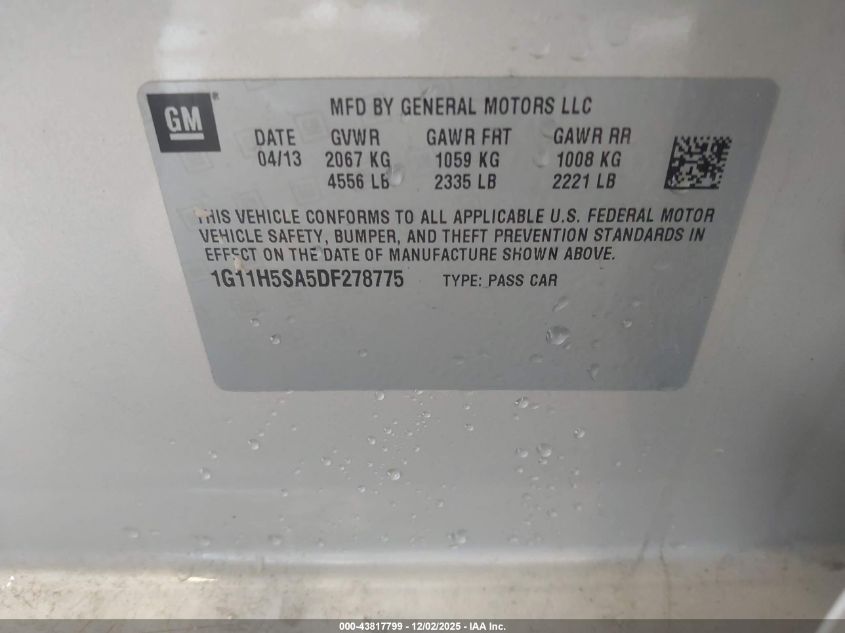 GM®
MFD BY GENERAL MOTORS LLC
DATE GVWR GAWR FRT GAWR RR
04/13 2067 KG 1059 KG 1008 KG
4556 LB 2335 LB 2221 LB
THIS VEHICLE CONFORMS TO ALL APPLICABLE U.S. FEDERAL MOTOR
VEHICLE SAFETY, BUMPER, AND THEFT PREVENTION STANDARDS IN
EFFECT ON THE DATE OF MANUFACTURE SHOWN ABOVE.
1G11H5SA5DF278775 TYPE: PASS CAR
000-43817799 - 12/02/2025 - IAA Inc.